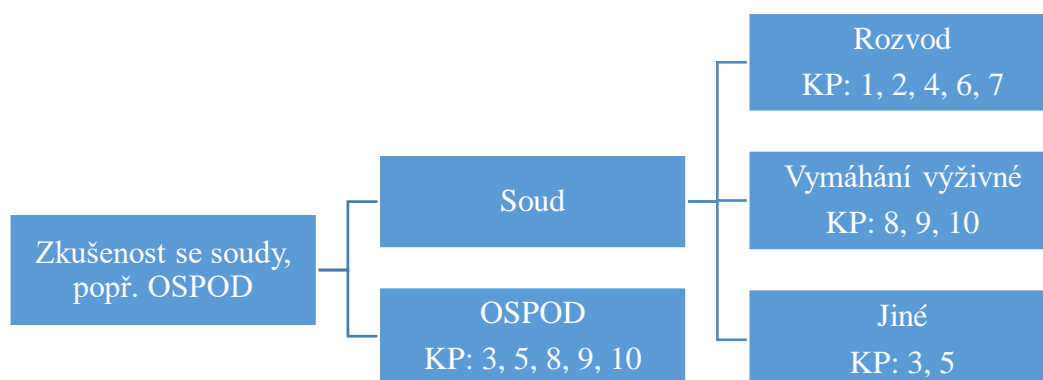 Zkušenost se soudy,
popř. OSPOD
Soud
OSPOD
KP: 3, 5, 8, 9, 10
Rozvod
KP: 1, 2, 4, 6, 7
Vymáhání výživné
KP: 8, 9, 10
Jiné
KP: 3, 5